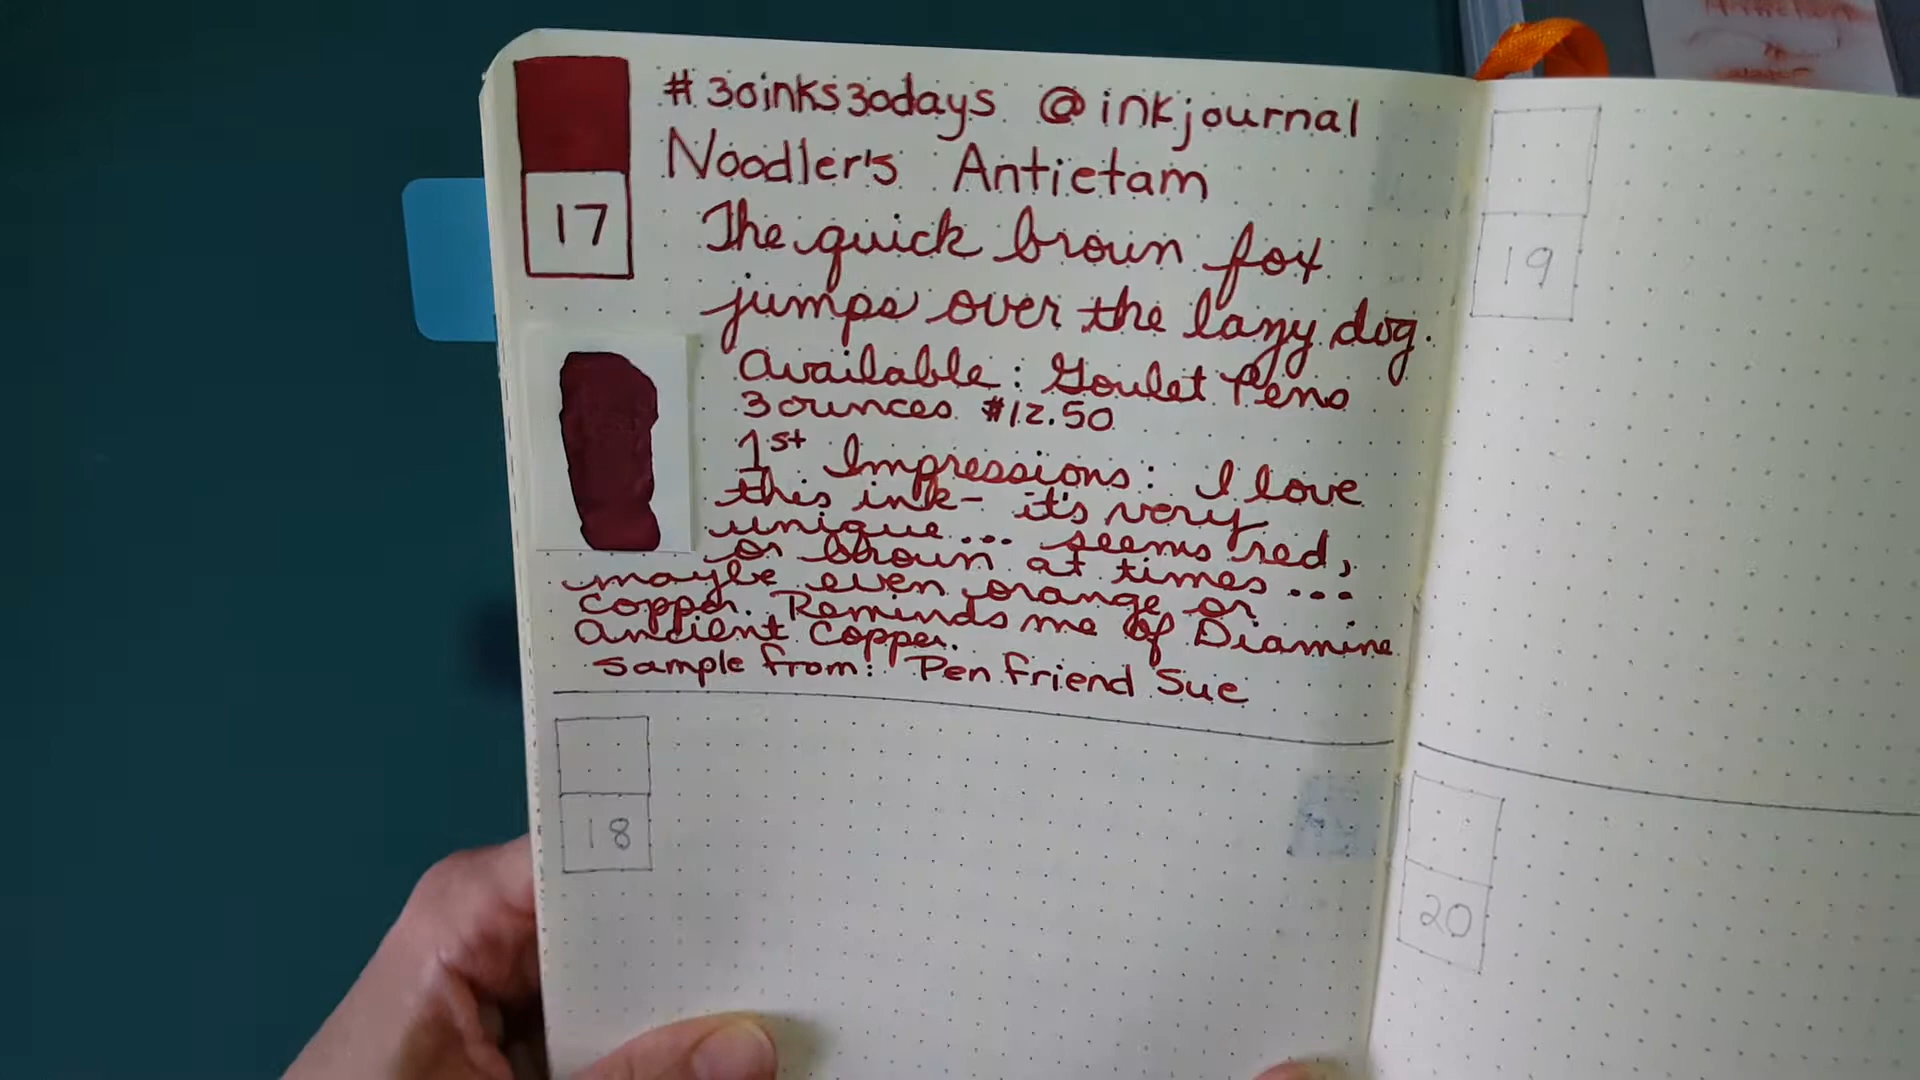 #30inks30days @inkjournal
Noodler's Antietam
17
The quick brown fox
jumps over the lazy dog.
Available: Goulet Pens
3 ounces $12.50
1st Impressions: I love
this ink- it's very
unique... seems red,
or brown at times...
maybe even orange or
copper. Reminds me of Diamine
Ancient Copper.
Sample from: Pen friend Sue
18
19
20